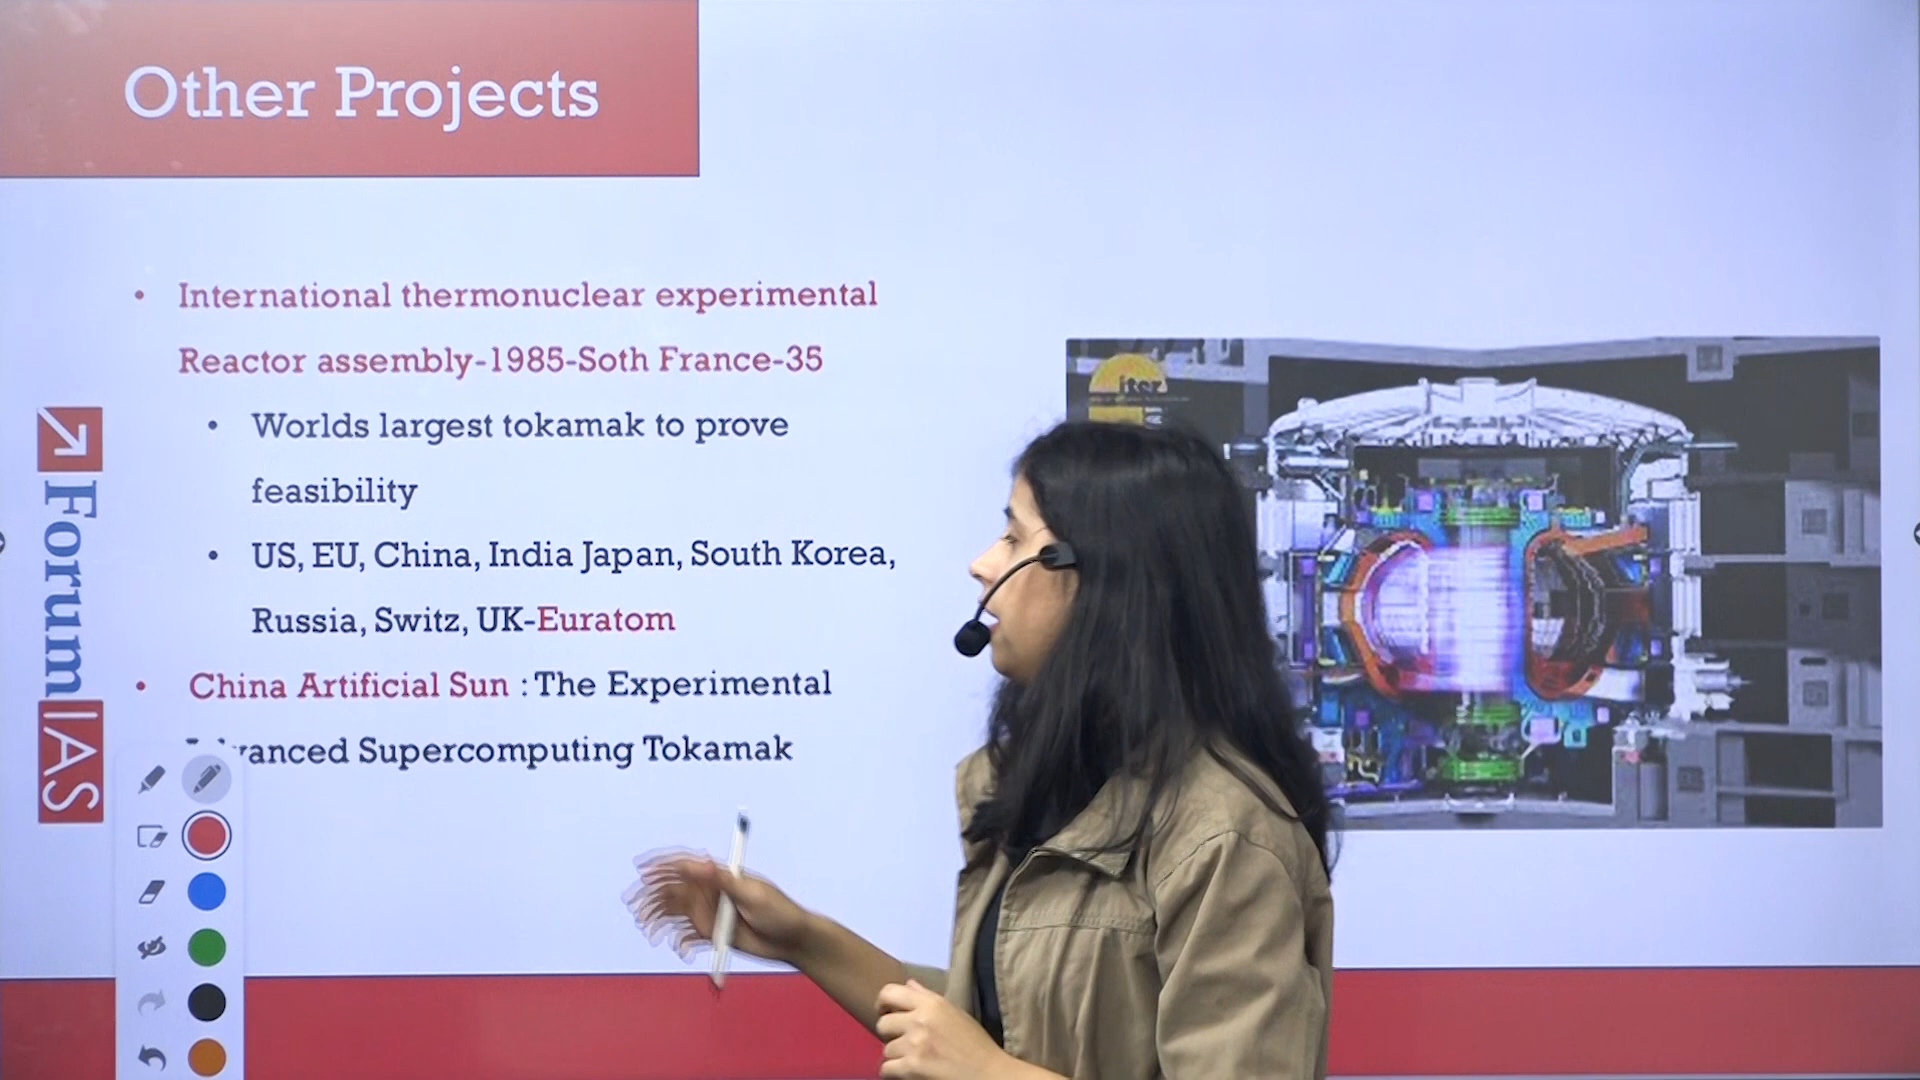 Other Projects
• International thermonuclear experimental
Reactor assembly-1985-Soth France-35
• Worlds largest tokamak to prove
feasibility
• US, EU, China, India Japan, South Korea,
Russia, Switz, UK-Euratom
• China Artificial Sun : The Experimental
Supercomputing Tokamak
ForumIAS
iter